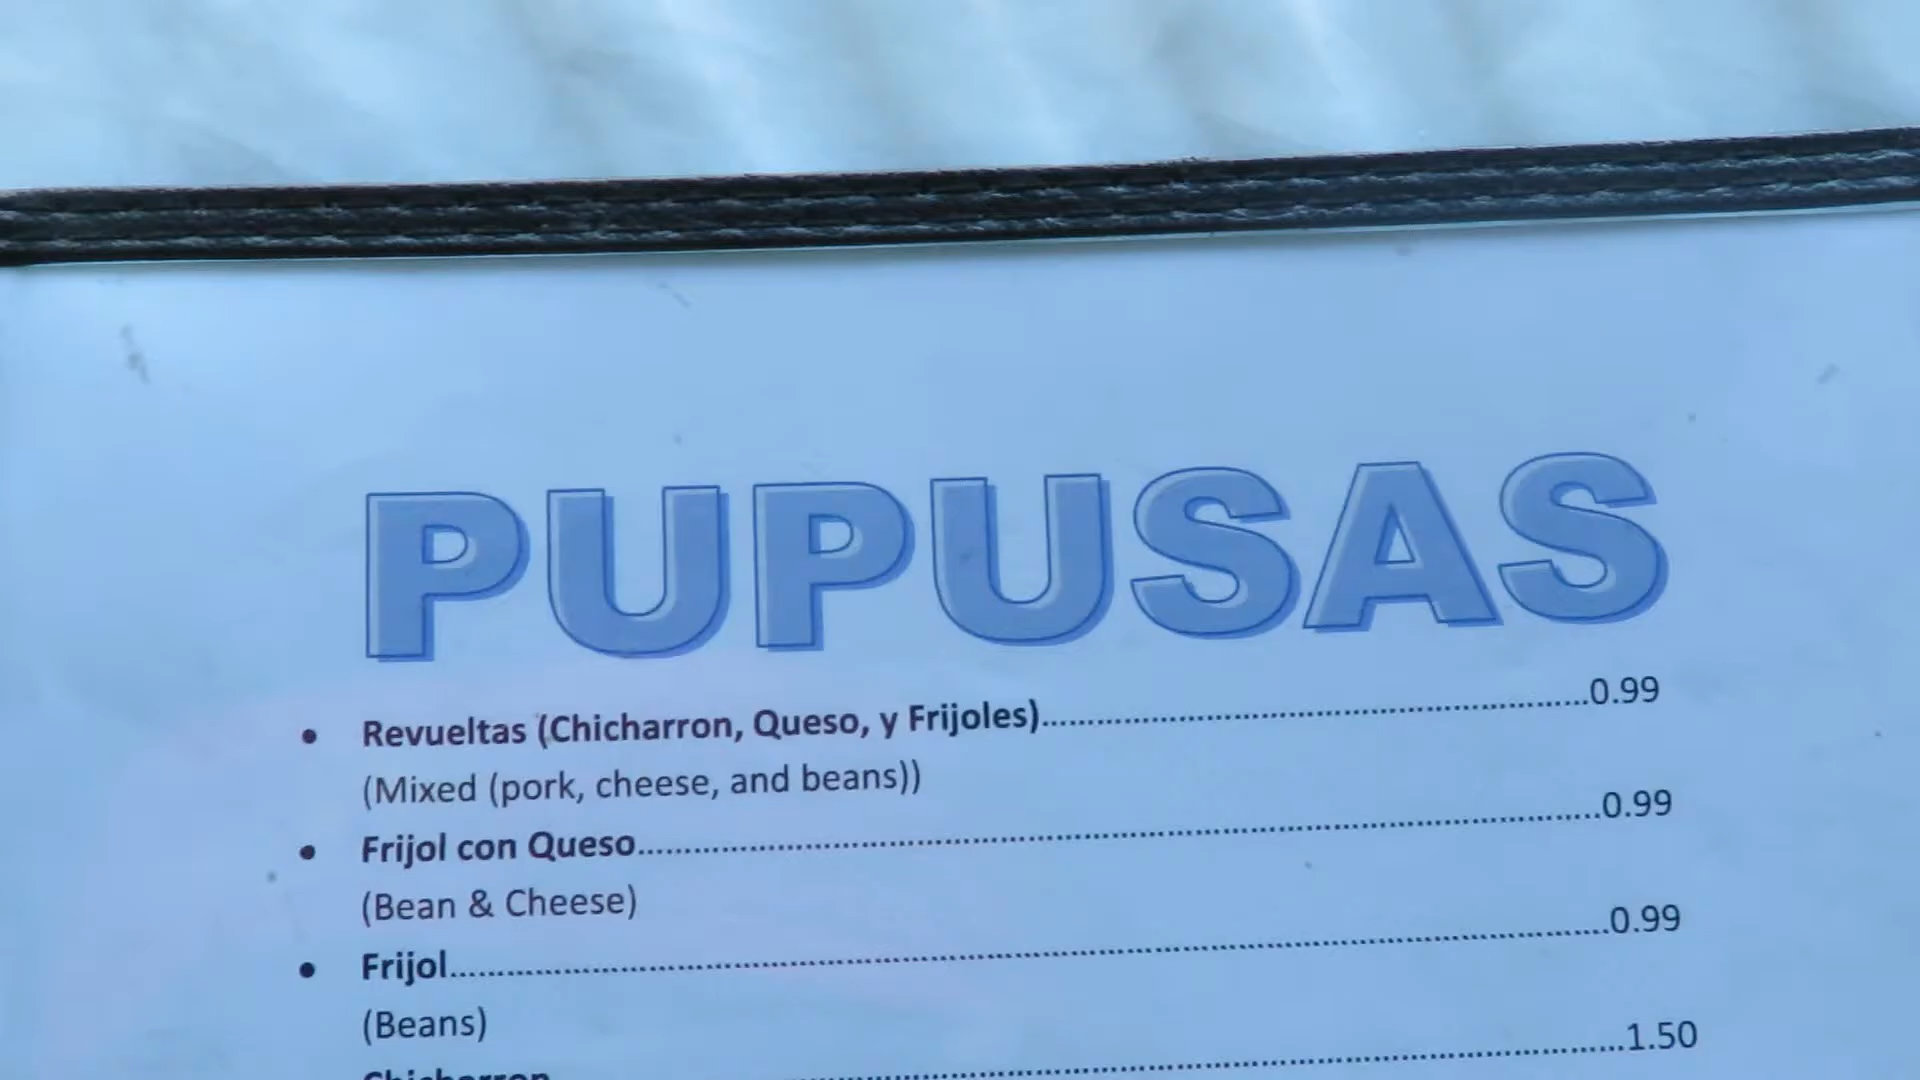 PUPUSAS
• Revueltas (Chicharron, Queso, y Frijoles)....................0.99
(Mixed (pork, cheese, and beans))
• Frijol con Queso....................0.99
(Bean & Cheese)
• Frijol....................0.99
(Beans)
Chicharron....................1.50